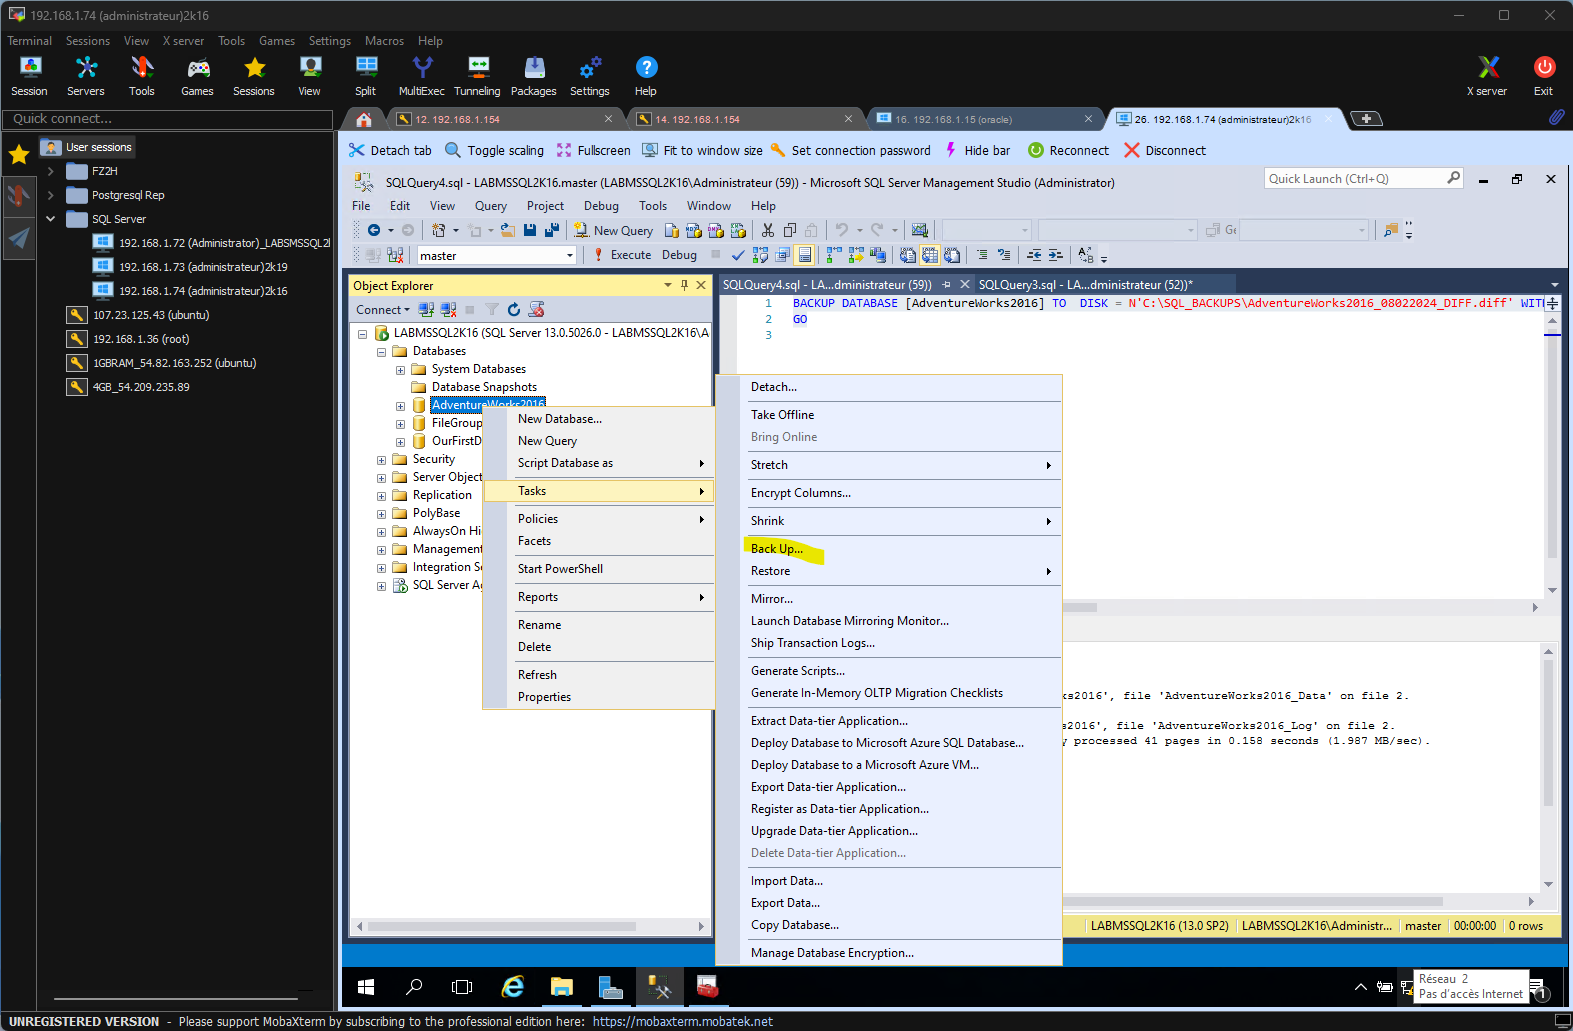 192.168.1.74 (administrateur)2k16
Terminal Sessions View X server Tools Games Settings Macros Help
Session Servers Tools Games Sessions View Split MultiExec Tunneling Packages Settings Help X server Exit
Quick connect...
12. 192.168.1.154
14. 192.168.1.154
16. 192.168.1.15 (oracle)
26. 192.168.1.74 (administrateur)2k16
User sessions
FZ2H
Postgresql Rep
SQL Server
192.168.1.72 (Administrator)_LABSMSSQL2
192.168.1.73 (administrateur)2k19
192.168.1.74 (administrateur)2k16
107.23.125.43 (ubuntu)
192.168.1.36 (root)
1GBRAM_54.82.163.252 (ubuntu)
4GB_54.209.235.89
Detach tab Toggle scaling Fullscreen Fit to window size Set connection password Hide bar Reconnect Disconnect
SQLQuery4.sql - LABMSSQL2K16.master (LABMSSQL2K16\Administrateur (59)) - Microsoft SQL Server Management Studio (Administrator)
Quick Launch (Ctrl+Q)
File Edit View Query Project Debug Tools Window Help
New Query
Ge
master
Execute Debug
Object Explorer
Connect
LABMSSQL2K16 (SQL Server 13.0.5026.0 - LABMSSQL2K16\A
Databases
System Databases
Database Snapshots
AdventureWorks2016
FileGroup
OurFirstD
Security
Server Object
Replication
PolyBase
AlwaysOn Hi
Management
Integration Se
SQL Server Ag
SQLQuery4.sql - LA...dministrateur (59))
SQLQuery3.sql - LA...dministrateur (52))*
1 BACKUP DATABASE [AdventureWorks2016] TO DISK = N'C:\SQL_BACKUPS\AdventureWorks2016_08022024_DIFF.diff' WITH
2 GO
3
New Database...
New Query
Script Database as
Tasks
Policies
Facets
Start PowerShell
Reports
Rename
Delete
Refresh
Properties
Detach...
Take Offline
Bring Online
Stretch
Encrypt Columns...
Shrink
Back Up...
Restore
Mirror...
Launch Database Mirroring Monitor...
Ship Transaction Logs...
Generate Scripts...
Generate In-Memory OLTP Migration Checklists
Extract Data-tier Application...
Deploy Database to Microsoft Azure SQL Database...
Deploy Database to a Microsoft Azure VM...
Export Data-tier Application...
Register as Data-tier Application...
Upgrade Data-tier Application...
Delete Data-tier Application...
Import Data...
Export Data...
Copy Database...
Manage Database Encryption...
ks2016', file 'AdventureWorks2016_Data' on file 2.
s2016', file 'AdventureWorks2016_Log' on file 2.
y processed 41 pages in 0.158 seconds (1.987 MB/sec).
LABMSSQL2K16 (13.0 SP2) LABMSSQL2K16\Administr... master 00:00:00 0 rows
Réseau 2
Pas d'accès Internet
1
UNREGISTERED VERSION - Please support MobaXterm by subscribing to the professional edition here: https://mobaxterm.mobatek.net